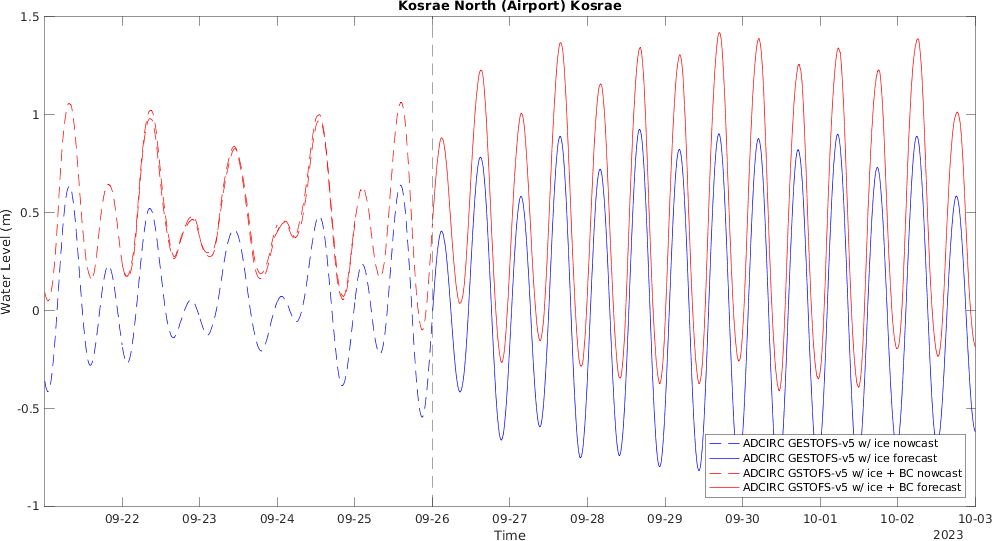 Kosrae North (Airport) Kosrae
1.5
1
0.5
0
-0.5
-1
Water Level (m)
ADCIRC GESTOFS-v5 w/ ice nowcast
ADCIRC GESTOFS-v5 w/ ice forecast
ADCIRC GSTOFS-v5 w/ ice + BC nowcast
ADCIRC GSTOFS-v5 w/ ice + BC forecast
09-22 09-23 09-24 09-25 09-26 09-27 09-28 09-29 09-30 10-01 10-02 10-03
Time
2023